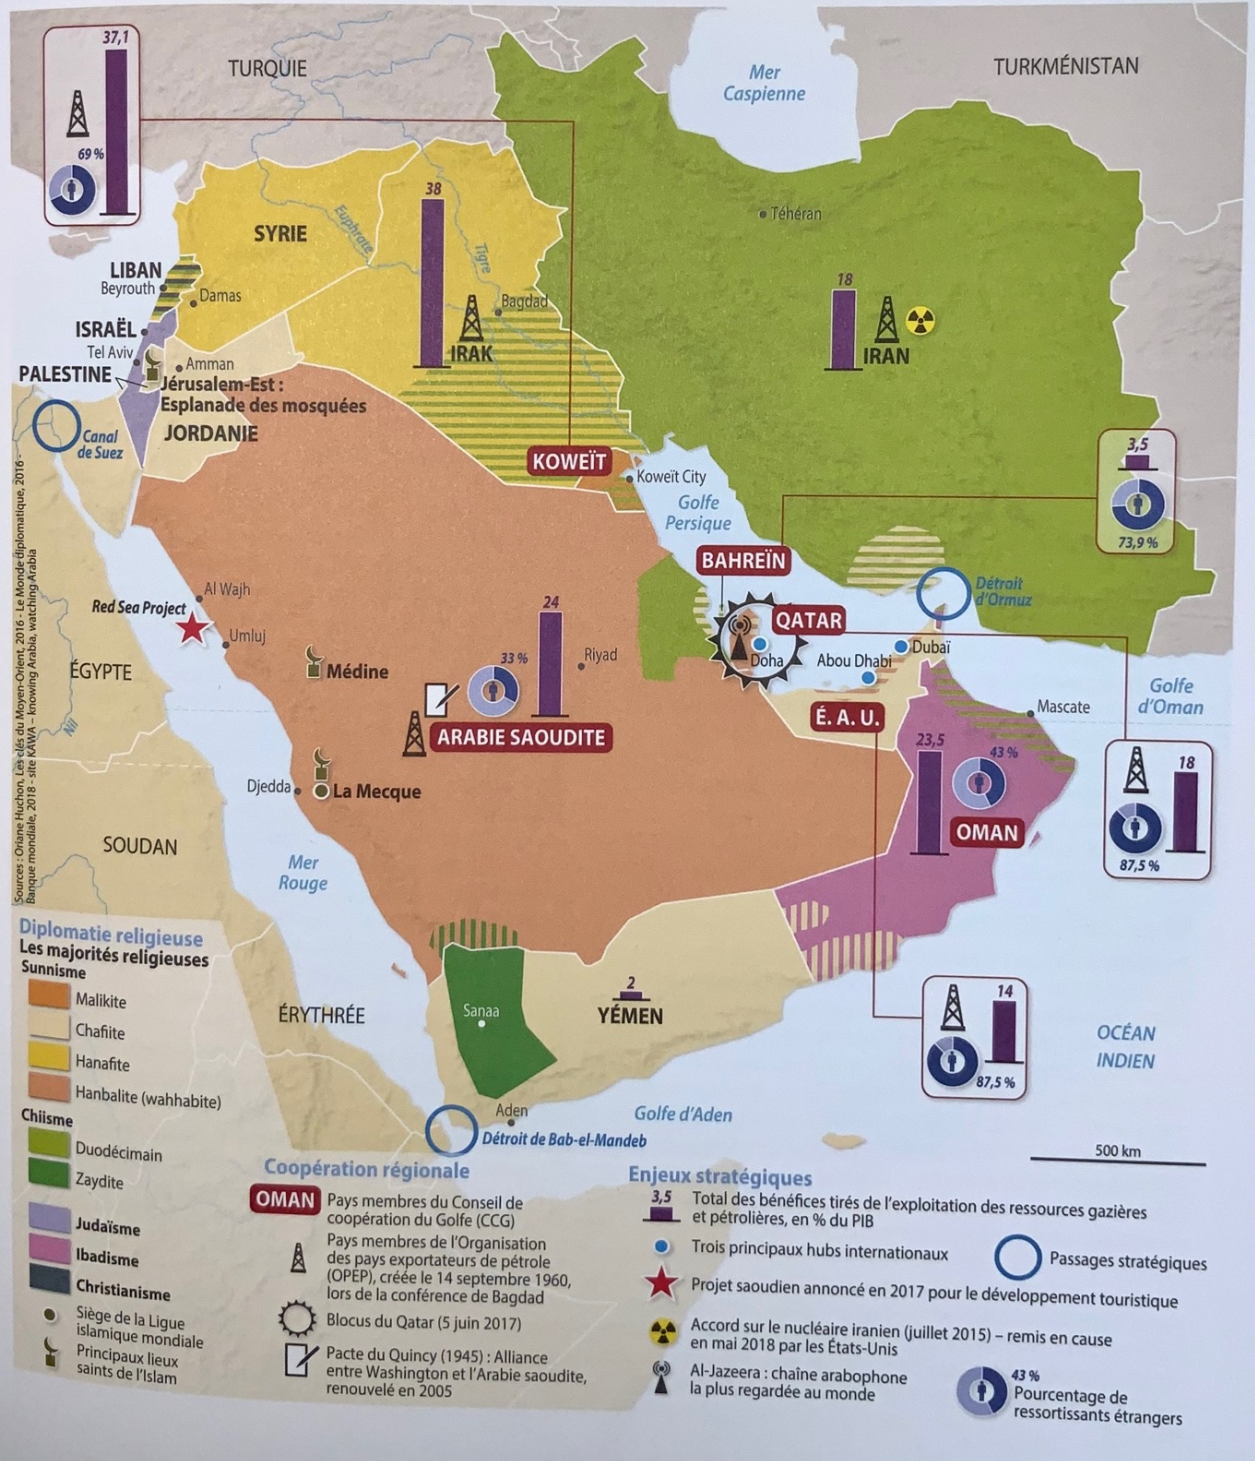 37,1
69 %
TURQUIE
Mer
Caspienne
TURKMÉNISTAN
38
SYRIE
Euphrate
Tigre
Téhéran
LIBAN
Beyrouth
Damas
Bagdad
18
ISRAËL
Tel Aviv
IRAK
IRAN
PALESTINE
Amman
Jérusalem-Est :
Esplanade des mosquées
Canal
de Suez
JORDANIE
KOWEÏT
Koweït City
3,5
73,9 %
Golfe
Persique
BAHREÏN
Détroit
d'Ormuz
Al Wajh
Red Sea Project
Umluj
24
33 %
Riyad
QATAR
Doha
Abou Dhabi
Dubaï
ÉGYPTE
Médine
Golfe
d'Oman
Nil
ARABIE SAOUDITE
É. A. U.
Mascate
23,5
43 %
18
87,5 %
Djedda
La Mecque
OMAN
SOUDAN
Mer
Rouge
Sources : Oriane Huchon, Les clés du Moyen-Orient, 2016 - Le Monde diplomatique, 2016 -
Banque mondiale, 2018 - site KAWA – knowing Arabia, watching Arabia
2
YÉMEN
Sanaa
ÉRYTHRÉE
14
87,5 %
OCÉAN
INDIEN
Aden
Golfe d'Aden
Détroit de Bab-el-Mandeb
500 km
Diplomatie religieuse
Les majorités religieuses
Sunnisme
Malikite
Chafiite
Hanafite
Hanbalite (wahhabite)
Chiisme
Duodécimain
Zaydite
Judaïsme
Ibadisme
Christianisme
Siège de la Ligue
islamique mondiale
Principaux lieux
saints de l'Islam
Coopération régionale
OMAN
Pays membres du Conseil de
coopération du Golfe (CCG)
Pays membres de l'Organisation
des pays exportateurs de pétrole
(OPEP), créée le 14 septembre 1960,
lors de la conférence de Bagdad
Blocus du Qatar (5 juin 2017)
Pacte du Quincy (1945) : Alliance
entre Washington et l'Arabie saoudite,
renouvelé en 2005
Enjeux stratégiques
3,5
Total des bénéfices tirés de l'exploitation des ressources gazières
et pétrolières, en % du PIB
Trois principaux hubs internationaux
Passages stratégiques
Projet saoudien annoncé en 2017 pour le développement touristique
Accord sur le nucléaire iranien (juillet 2015) – remis en cause
en mai 2018 par les États-Unis
Al-Jazeera : chaîne arabophone
la plus regardée au monde
43 %
Pourcentage de
ressortissants étrangers